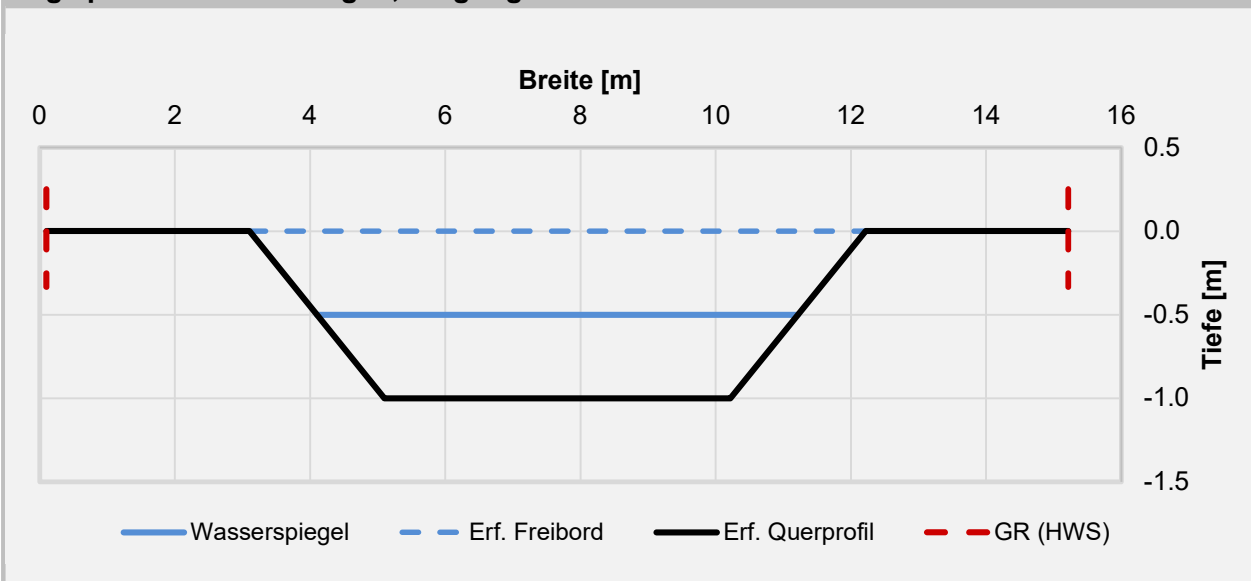 Breite [m]
0 2 4 6 8 10 12 14 16
0.5
0.0
-0.5
-1.0
-1.5
Tiefe [m]
Wasserspiegel Erf. Freibord Erf. Querprofil GR (HWS)